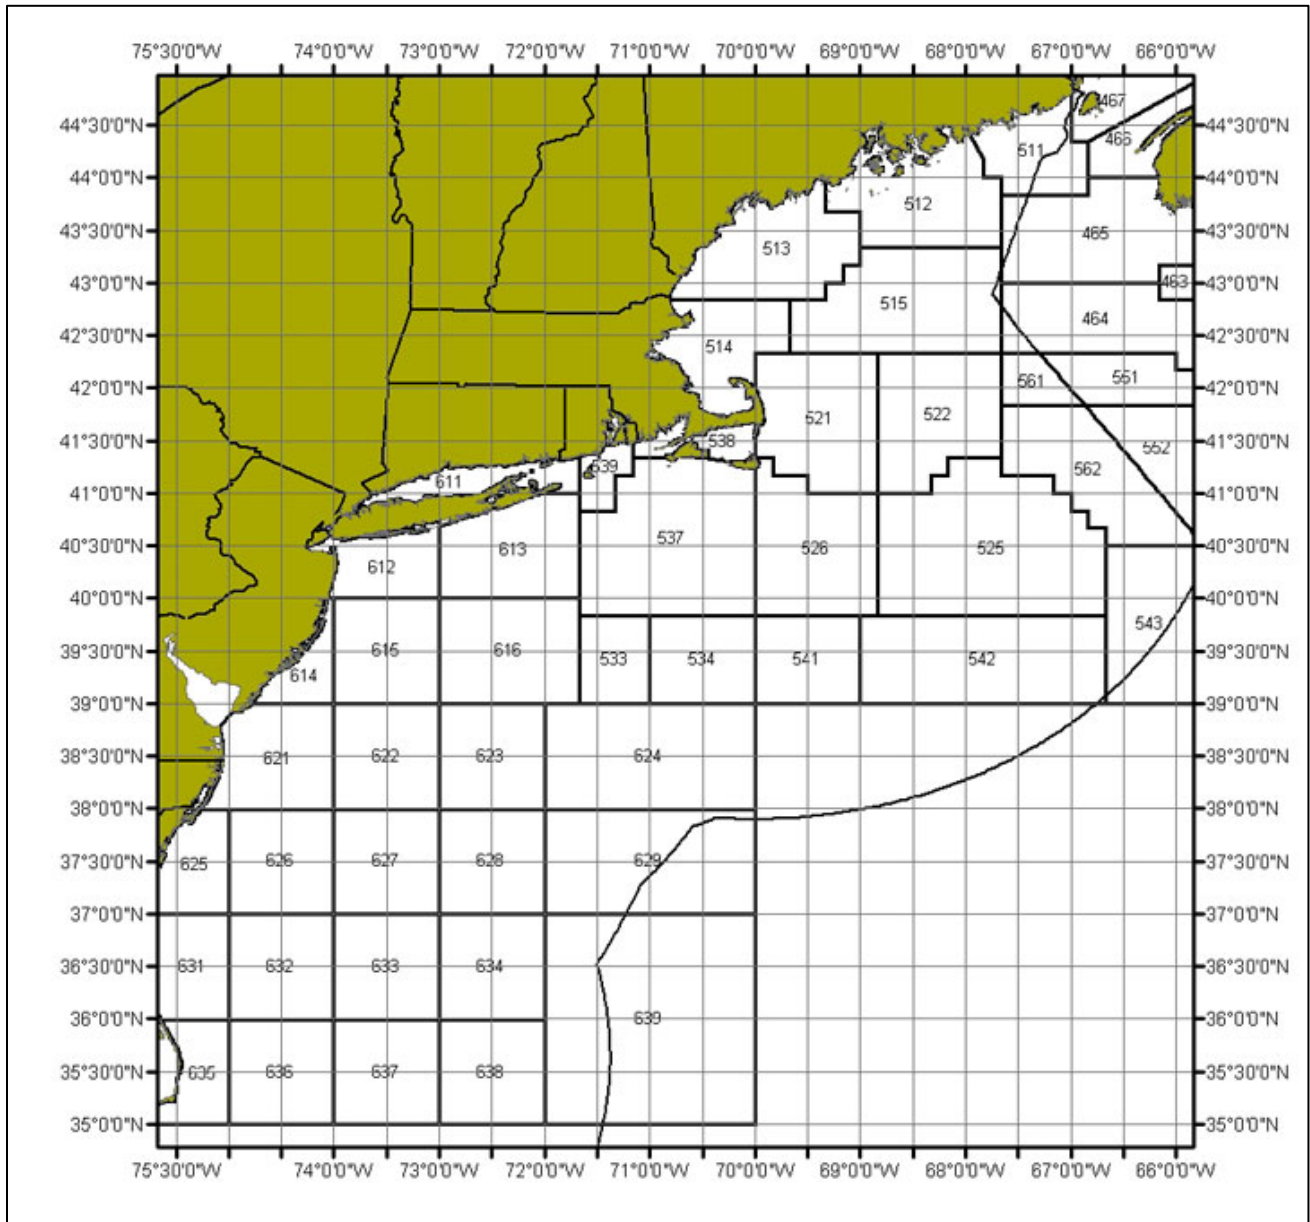 75°30'0"W 74°0'0"W 73°0'0"W 72°0'0"W 71°0'0"W 70°0'0"W 69°0'0"W 68°0'0"W 67°0'0"W 66°0'0"W
467
44°30'0"N 466 44°30'0"N
511
44°0'0"N 512 44°0'0"N
43°30'0"N 513 465 43°30'0"N
43°0'0"N 463 43°0'0"N
515 464
42°30'0"N 514 42°30'0"N
42°0'0"N 561 551 42°0'0"N
521 522
41°30'0"N 538 552 41°30'0"N
539 562
611
41°0'0"N 41°0'0"N
40°30'0"N 613 537 526 525 40°30'0"N
612
40°0'0"N 40°0'0"N
543
39°30'0"N 615 616 533 534 541 542 39°30'0"N
614
39°0'0"N 39°0'0"N
38°30'0"N 621 622 623 624 38°30'0"N
38°0'0"N 38°0'0"N
37°30'0"N 625 626 627 628 629 37°30'0"N
37°0'0"N 37°0'0"N
36°30'0"N 631 632 633 634 36°30'0"N
36°0'0"N 639 36°0'0"N
35°30'0"N 635 636 637 638 35°30'0"N
35°0'0"N 35°0'0"N
75°30'0"W 74°0'0"W 73°0'0"W 72°0'0"W 71°0'0"W 70°0'0"W 69°0'0"W 68°0'0"W 67°0'0"W 66°0'0"W